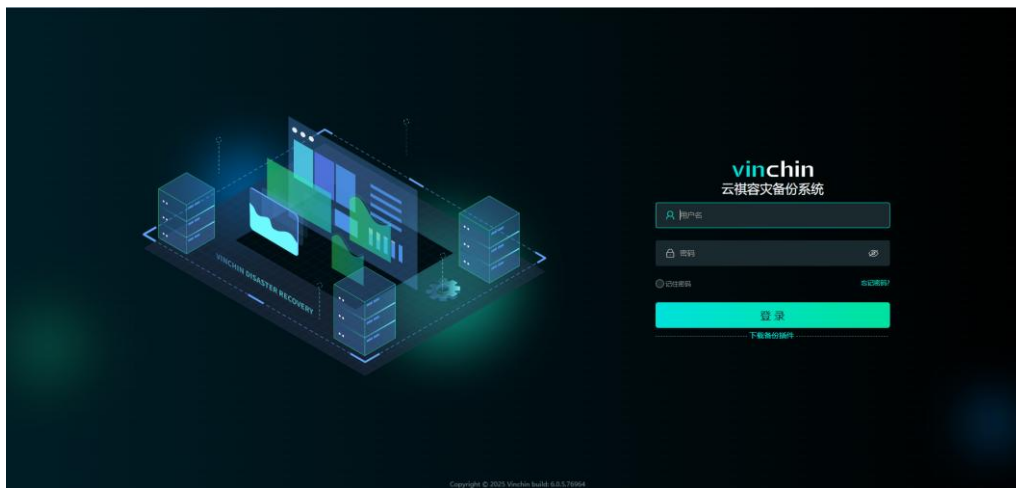 vinchin
云祺容灾备份系统
用户名
密码
记住密码
忘记密码?
登 录
下载备份插件
VINCHIN DISASTER RECOVERY
Copyright © 2025 Vinchin build: 6.0.5.76964